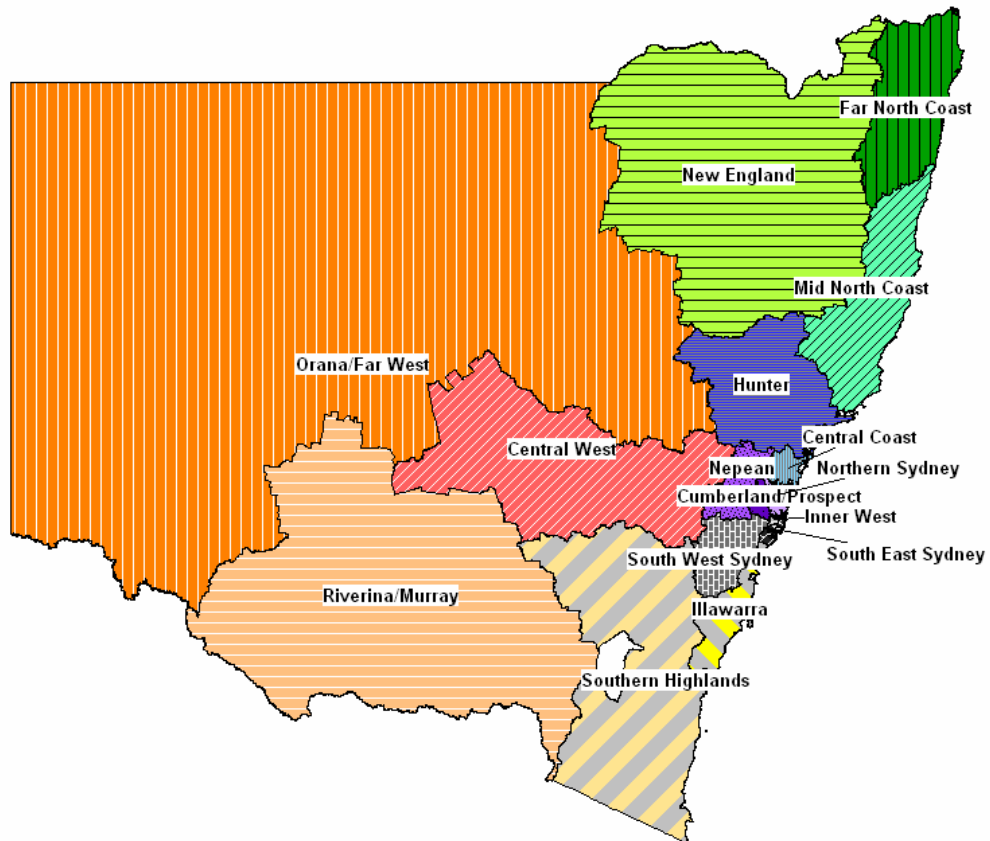 Far North Coast
New England
Mid North Coast
Orana/Far West
Hunter
Central Coast
Central West
Nepean
Northern Sydney
Cumberland/Prospect
Inner West
South East Sydney
South West Sydney
Riverina/Murray
Illawarra
Southern Highlands